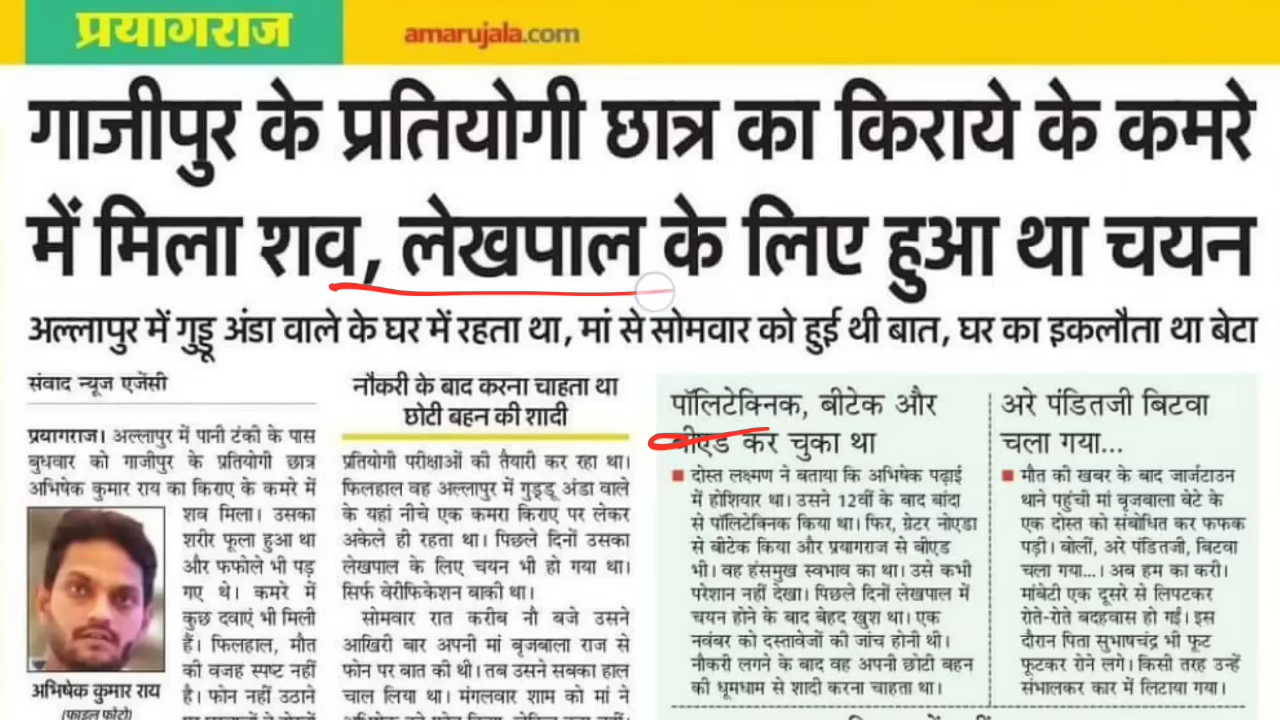 प्रयागराज
amarujala.com
गाजीपुर के प्रतियोगी छात्र का किराये के कमरे
में मिला शव, लेखपाल के लिए हुआ था चयन
अल्लापुर में गुड्डू अंडा वाले के घर में रहता था, मां से सोमवार को हुई थी बात, घर का इकलौता था बेटा
संवाद न्यूज एजेंसी
प्रयागराज। अल्लापुर में पानी टंकी के पास
बुधवार को गाजीपुर के प्रतियोगी छात्र
अभिषेक कुमार राय का किराए के कमरे में
शव मिला। उसका
शरीर फूला हुआ था
और फफोले भी पड़
गए थे। कमरे में
कुछ दवाएं भी मिली
हैं। फिलहाल, मौत
की वजह स्पष्ट नहीं
है। फोन नहीं उठाने
अभिषेक कुमार राय
(फाइल फोटो)
नौकरी के बाद करना चाहता था
छोटी बहन की शादी
प्रतियोगी परीक्षाओं की तैयारी कर रहा था।
फिलहाल वह अल्लापुर में गुड्डू अंडा वाले
के यहां नीचे एक कमरा किराए पर लेकर
अकेले ही रहता था। पिछले दिनों उसका
लेखपाल के लिए चयन भी हो गया था।
सिर्फ वेरीफिकेशन बाकी था।
सोमवार रात करीब नौ बजे उसने
आखिरी बार अपनी मां बृजबाला राज से
फोन पर बात की थी। तब उसने सबका हाल
चाल लिया था। मंगलवार शाम को मां ने
पॉलिटेक्निक, बीटेक और
बीएड कर चुका था
■ दोस्त लक्ष्मण ने बताया कि अभिषेक पढ़ाई
में होशियार था। उसने 12वीं के बाद बांदा
से पॉलिटेक्निक किया था। फिर, ग्रेटर नोएडा
से बीटेक किया और प्रयागराज से बीएड
भी। वह हंसमुख स्वभाव का था। उसे कभी
परेशान नहीं देखा। पिछले दिनों लेखपाल में
चयन होने के बाद बेहद खुश था। एक
नवंबर को दस्तावेजों की जांच होनी थी।
नौकरी लगने के बाद वह अपनी छोटी बहन
की धूमधाम से शादी करना चाहता था।
अरे पंडितजी बिटवा
चला गया...
■ मौत की खबर के बाद जार्जटाउन
थाने पहुंची मां बृजबाला बेटे के
एक दोस्त को संबोधित कर फफक
पड़ी। बोलीं, अरे पंडितजी, बिटवा
चला गया...। अब हम का करी।
मांबेटी एक दूसरे से लिपटकर
रोते-रोते बदहवास हो गईं। इस
दौरान पिता सुभाषचंद्र भी फूट
फूटकर रोने लगे। किसी तरह उन्हें
संभालकर कार में लिटाया गया।